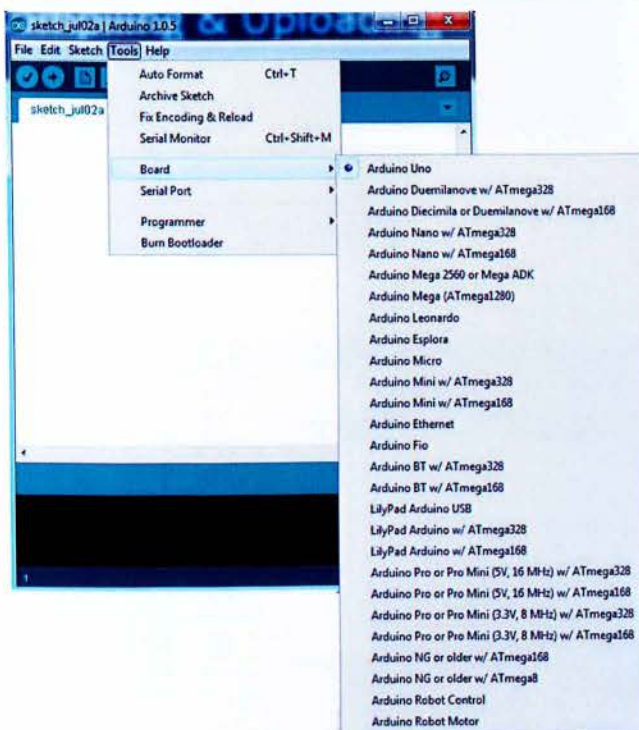 sketch_jul02a | Arduino 1.0.5
File Edit Sketch Tools Help
sketch_jul02a
Auto Format Ctrl+T
Archive Sketch
Fix Encoding & Reload
Serial Monitor Ctrl+Shift+M
Board
Serial Port
Programmer
Burn Bootloader
Arduino Uno
Arduino Duemilanove w/ ATmega328
Arduino Diecimila or Duemilanove w/ ATmega168
Arduino Nano w/ ATmega328
Arduino Nano w/ ATmega168
Arduino Mega 2560 or Mega ADK
Arduino Mega (ATmega1280)
Arduino Leonardo
Arduino Esplora
Arduino Micro
Arduino Mini w/ ATmega328
Arduino Mini w/ ATmega168
Arduino Ethernet
Arduino Fio
Arduino BT w/ ATmega328
Arduino BT w/ ATmega168
LilyPad Arduino USB
LilyPad Arduino w/ ATmega328
LilyPad Arduino w/ ATmega168
Arduino Pro or Pro Mini (5V, 16 MHz) w/ ATmega328
Arduino Pro or Pro Mini (5V, 16 MHz) w/ ATmega168
Arduino Pro or Pro Mini (3.3V, 8 MHz) w/ ATmega328
Arduino Pro or Pro Mini (3.3V, 8 MHz) w/ ATmega168
Arduino NG or older w/ ATmega168
Arduino NG or older w/ ATmega8
Arduino Robot Control
Arduino Robot Motor
1